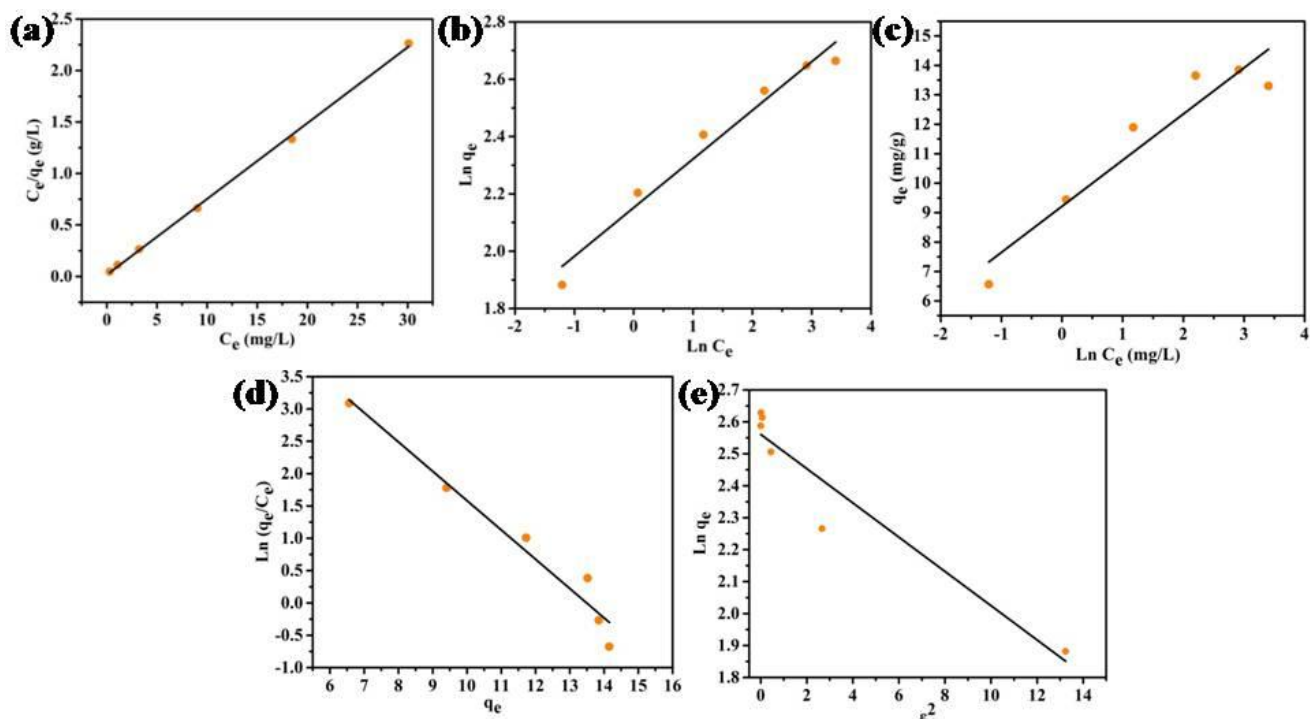 (a)
2.5
2.0
1.5
1.0
0.5
0.0
Cₑ/qₑ (g/L)
0 5 10 15 20 25 30
Cₑ (mg/L)
(b)
2.8
2.6
2.4
2.2
2.0
1.8
Ln qₑ
-2 -1 0 1 2 3 4
Ln Cₑ
(c)
15
14
13
12
11
10
9
8
7
6
qₑ (mg/g)
-2 -1 0 1 2 3 4
Ln Cₑ (mg/L)
(d)
3.5
3.0
2.5
2.0
1.5
1.0
0.5
0.0
-0.5
-1.0
Ln (qₑ/Cₑ)
6 7 8 9 10 11 12 13 14 15 16
qₑ
(e)
2.7
2.6
2.5
2.4
2.3
2.2
2.1
2.0
1.9
1.8
Ln qₑ
0 2 4 6 8 10 12 14
ε²